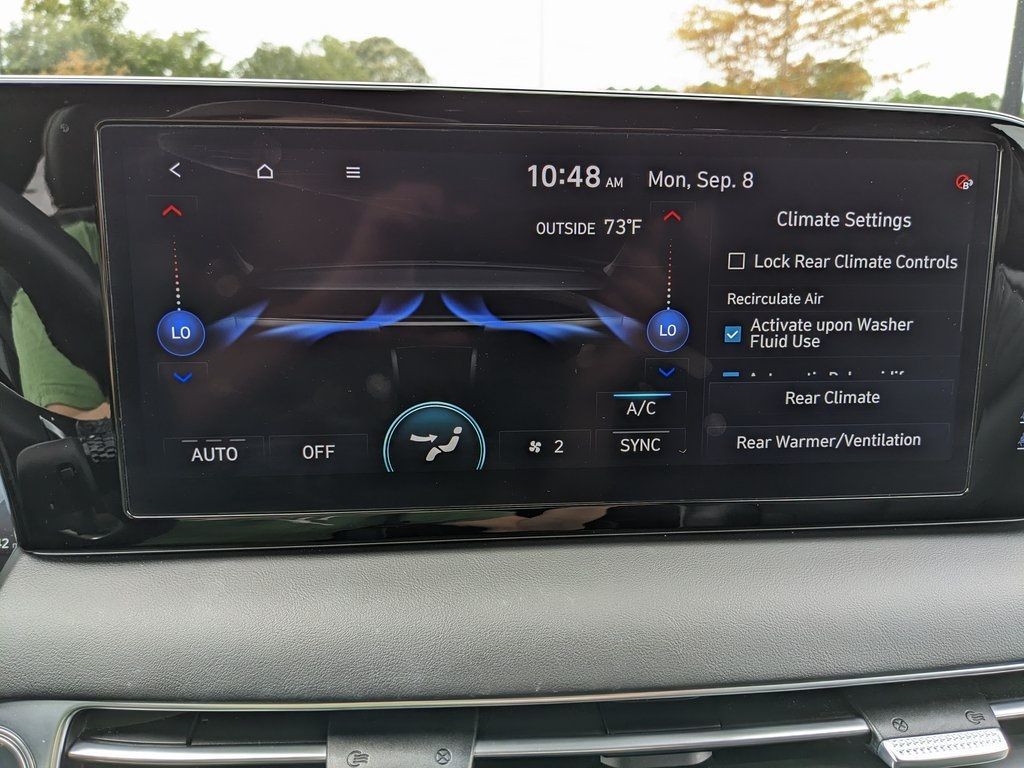 10:48 AM Mon, Sep. 8
OUTSIDE 73°F
Climate Settings
Lock Rear Climate Controls
Recirculate Air
LO
LO
Activate upon Washer
Fluid Use
A/C
Rear Climate
AUTO
OFF
2
SYNC
Rear Warmer/Ventilation